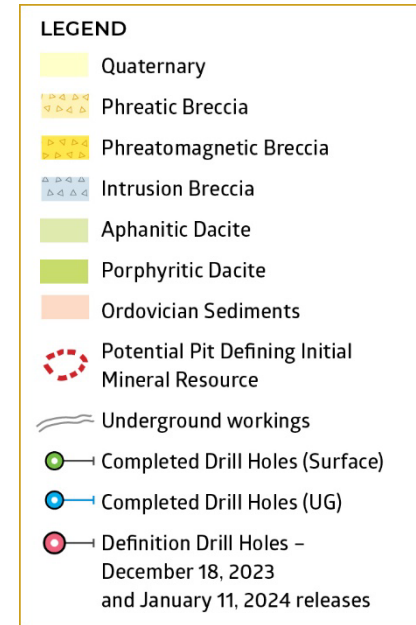 LEGEND
Quaternary
Phreatic Breccia
Phreatomagnetic Breccia
Intrusion Breccia
Aphanitic Dacite
Porphyritic Dacite
Ordovician Sediments
Potential Pit Defining Initial
Mineral Resource
Underground workings
Completed Drill Holes (Surface)
Completed Drill Holes (UG)
Definition Drill Holes –
December 18, 2023
and January 11, 2024 releases